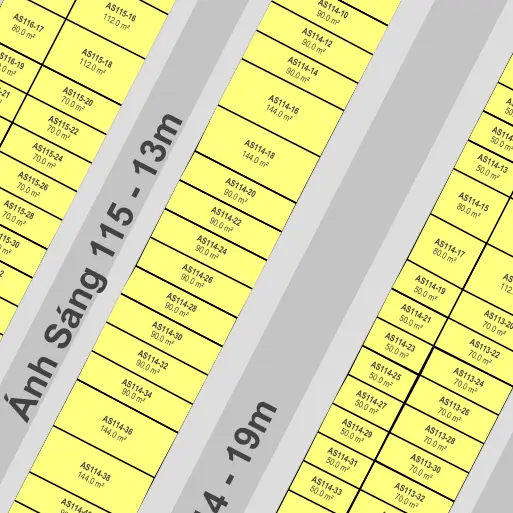 AS116-17
80.0 m²
AS115-16
112.0 m²
AS115-18
112.0 m²
AS115-20
70.0 m²
AS115-22
70.0 m²
AS115-24
70.0 m²
AS115-26
70.0 m²
AS115-28
70.0 m²
Ánh Sáng 115 - 13m
AS114-10
90.0 m²
AS114-12
90.0 m²
AS114-14
90.0 m²
AS114-16
144.0 m²
AS114-18
144.0 m²
AS114-20
90.0 m²
AS114-22
90.0 m²
AS114-24
90.0 m²
AS114-26
90.0 m²
AS114-28
90.0 m²
AS114-30
90.0 m²
AS114-32
90.0 m²
AS114-34
90.0 m²
AS114-36
144.0 m²
AS114-38
144.0 m²
14 - 19m
AS114-13
50.0 m²
AS114-15
80.0 m²
AS114-17
80.0 m²
AS114-19
50.0 m²
AS114-21
50.0 m²
AS114-23
50.0 m²
AS114-25
50.0 m²
AS114-27
50.0 m²
AS114-29
50.0 m²
AS114-31
50.0 m²
AS114-33
50.0 m²
AS113-20
70.0 m²
AS113-22
70.0 m²
AS113-24
70.0 m²
AS113-26
70.0 m²
AS113-28
70.0 m²
AS113-30
70.0 m²
AS113-32
70.0 m²